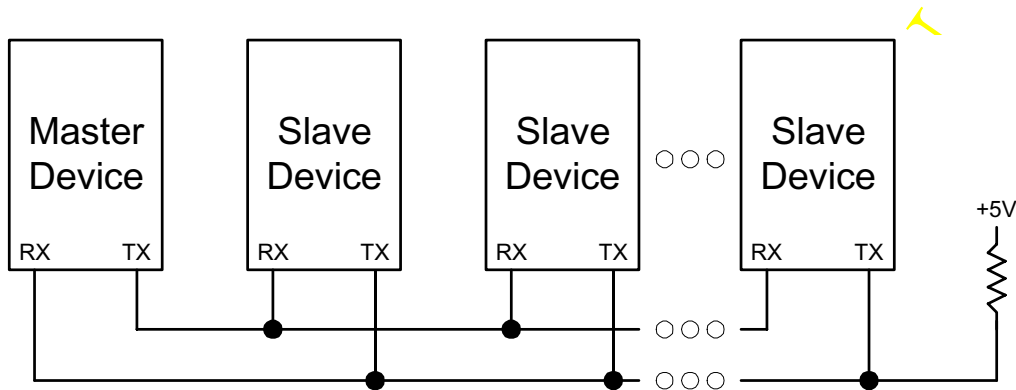 Master
Device
Slave
Device
Slave
Device
Slave
Device
RX TX
RX TX
RX TX
RX TX
+5V
T